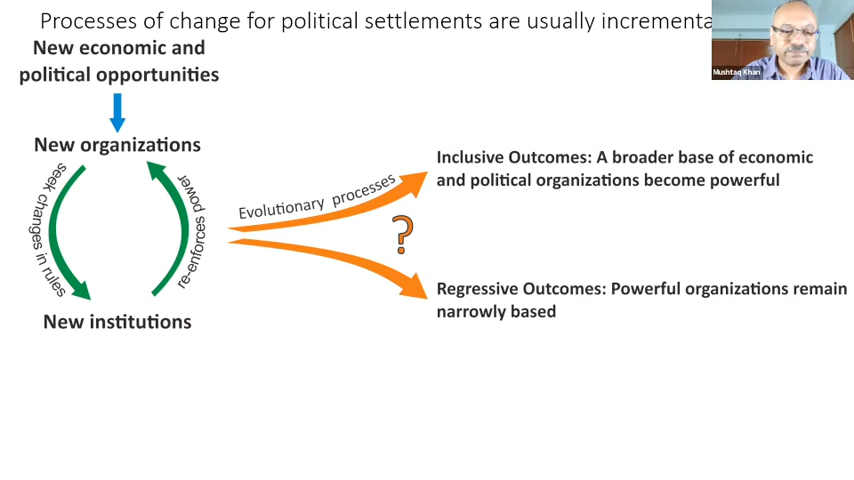 Processes of change for political settlements are usually
Mushtaq Khan
New economic and
political opportunities
New organizations
seek changes in rules
re-enforces power
New institutions
Evolutionary processes
?
Inclusive Outcomes: A broader base of economic
and political organizations become powerful
Regressive Outcomes: Powerful organizations remain
narrowly based